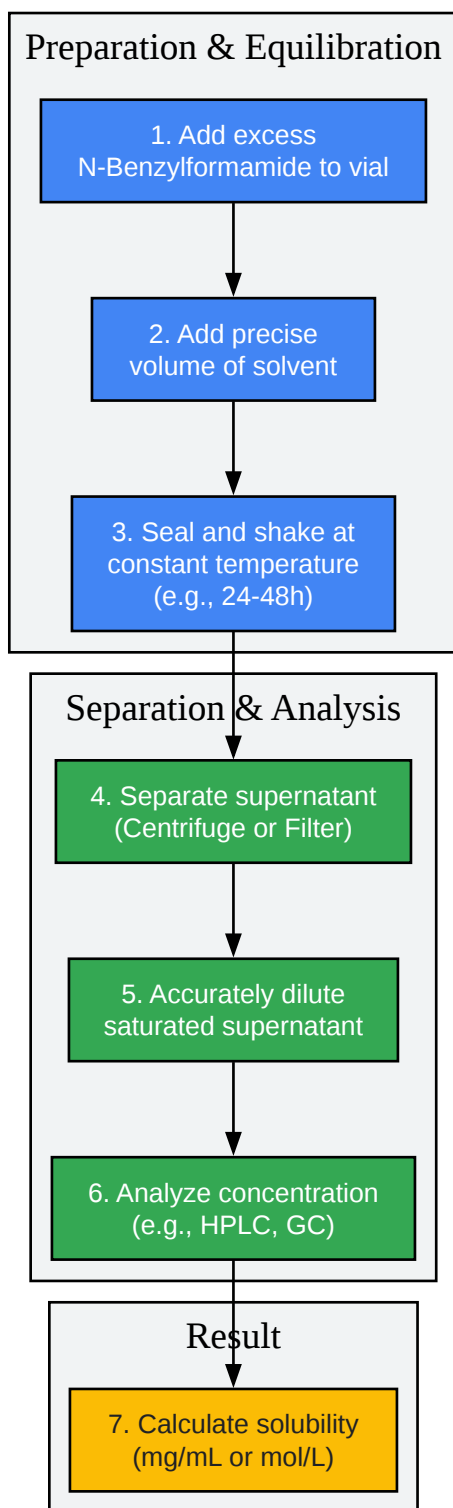 Preparation & Equilibration
1. Add excess
N-Benzylformamide to vial
2. Add precise
volume of solvent
3. Seal and shake at
constant temperature
(e.g., 24-48h)
Separation & Analysis
4. Separate supernatant
(Centrifuge or Filter)
5. Accurately dilute
saturated supernatant
6. Analyze concentration
(e.g., HPLC, GC)
Result
7. Calculate solubility
(mg/mL or mol/L)